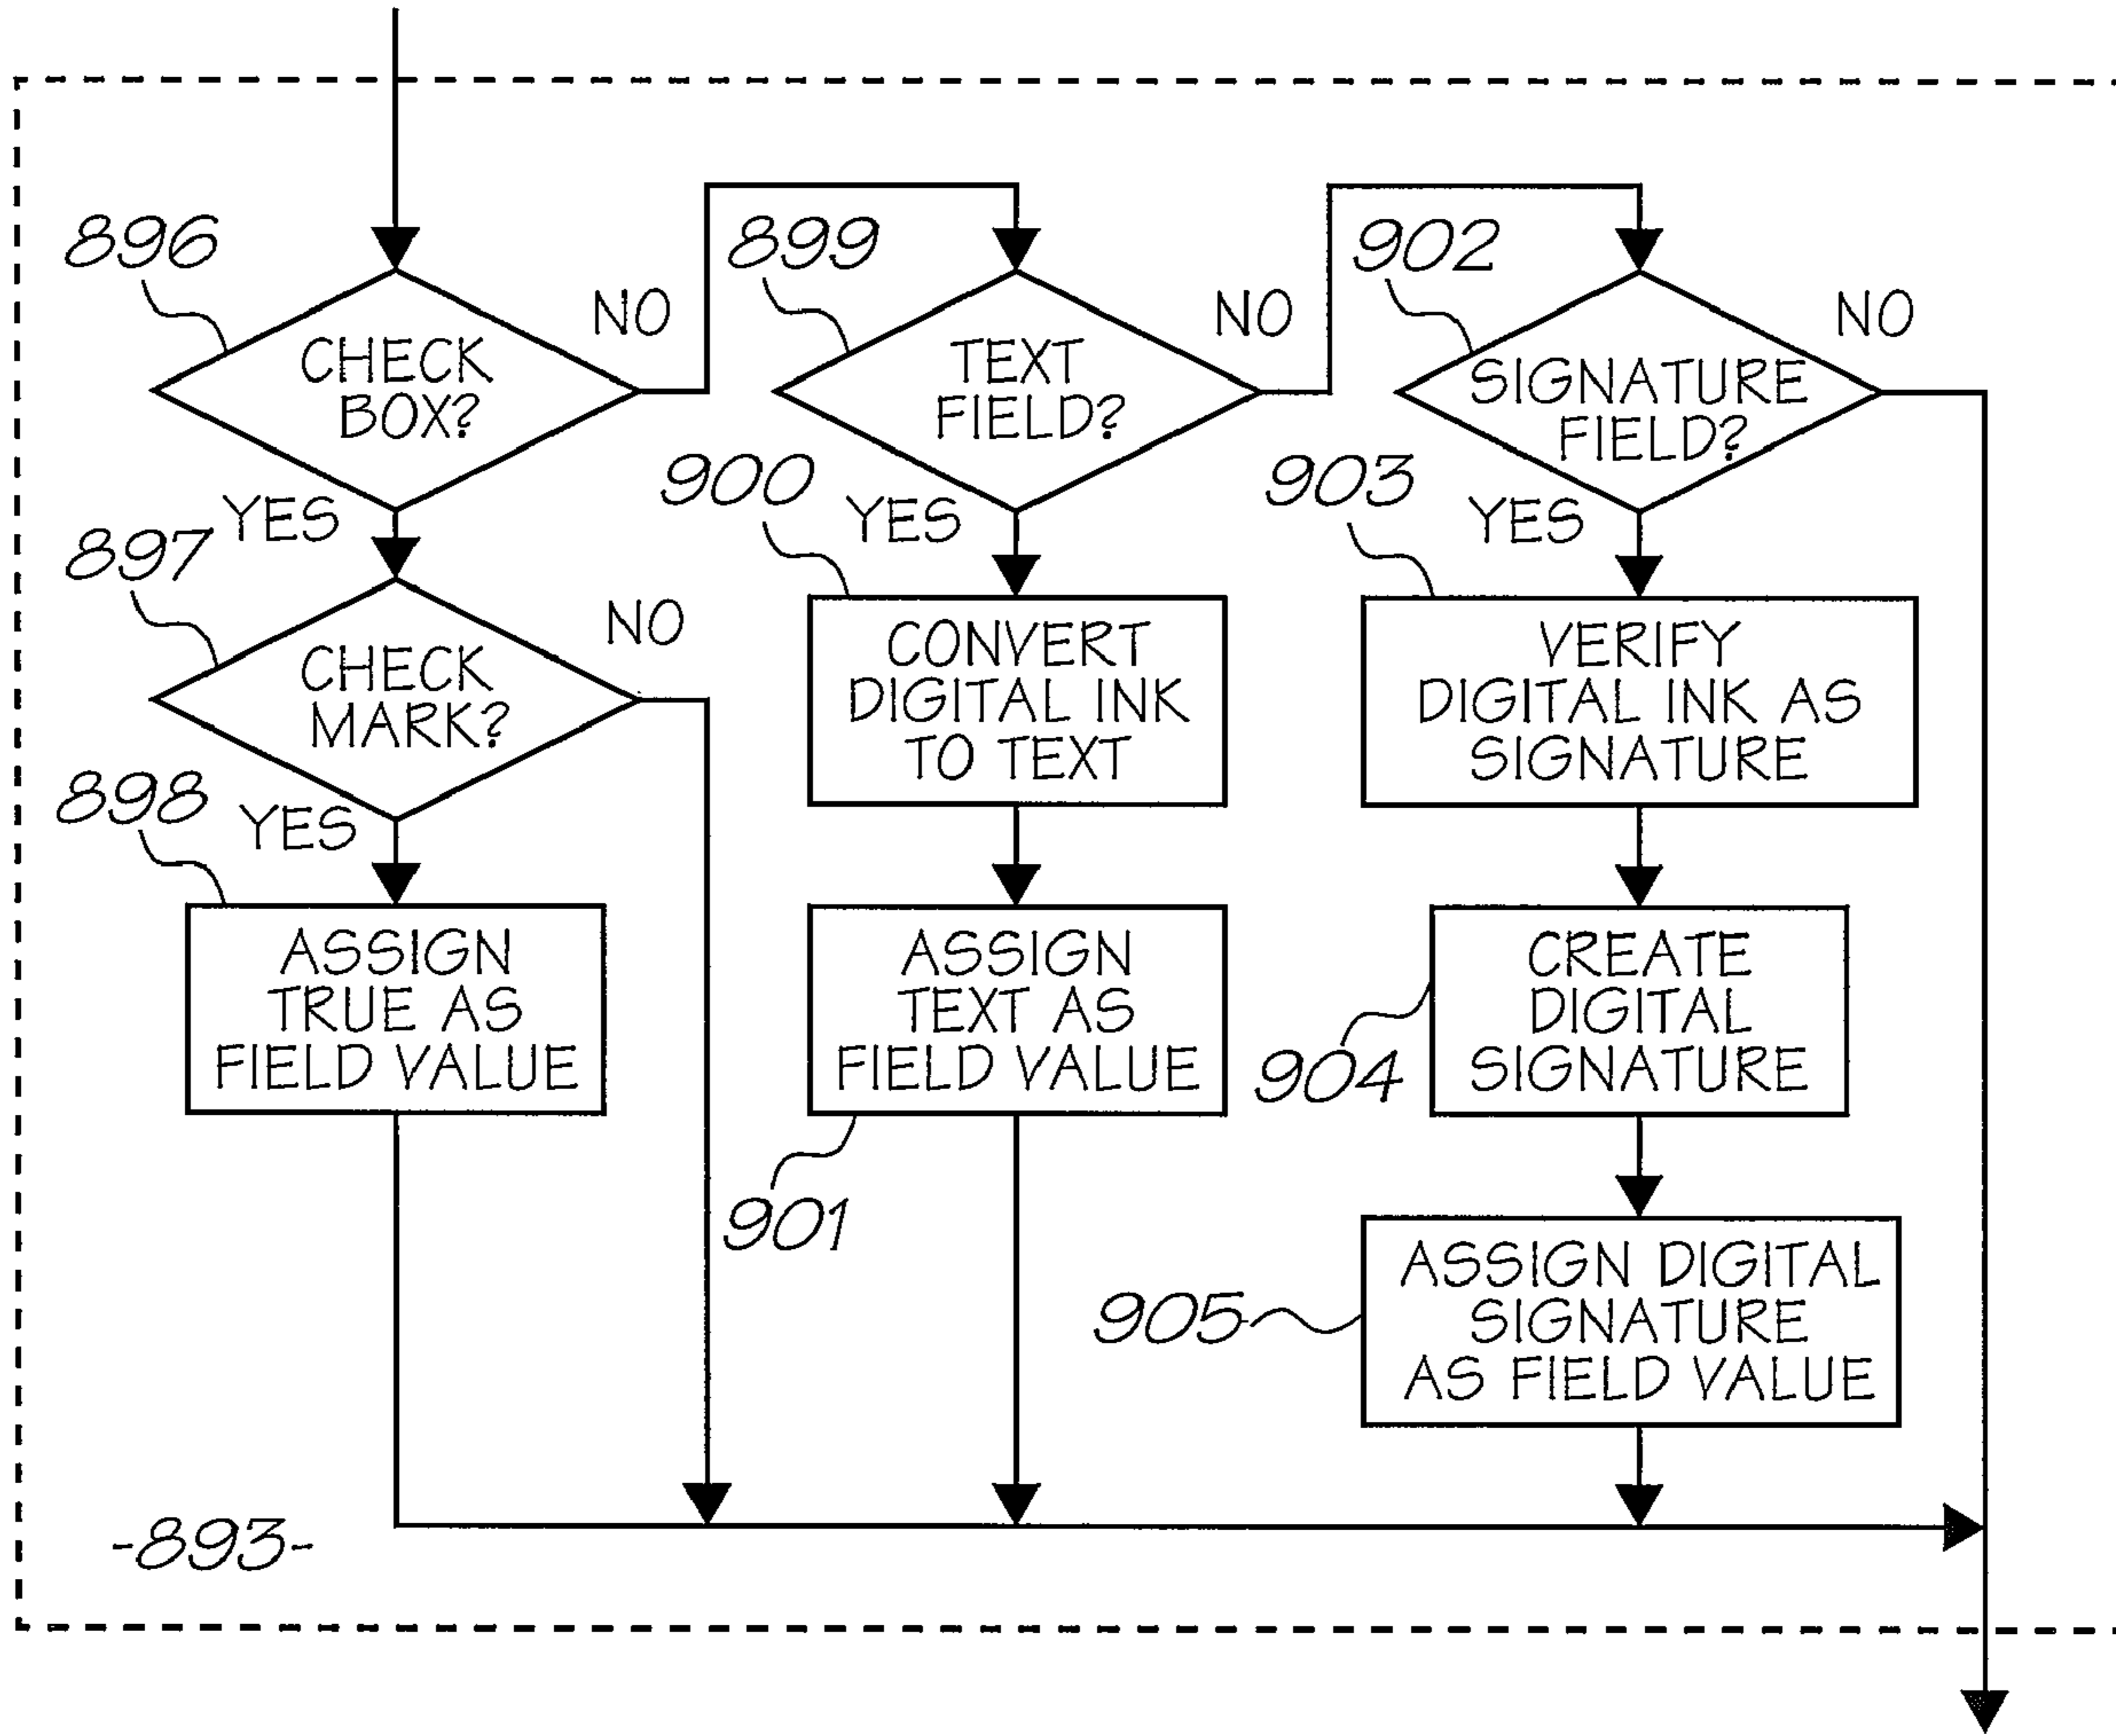 896
CHECK
BOX?
NO
YES
897
CHECK
MARK?
NO
YES
898
ASSIGN
TRUE AS
FIELD VALUE
899
TEXT
FIELD?
NO
YES
900
CONVERT
DIGITAL INK
TO TEXT
ASSIGN
TEXT AS
FIELD VALUE
901
902
SIGNATURE
FIELD?
NO
YES
903
VERIFY
DIGITAL INK AS
SIGNATURE
CREATE
DIGITAL
SIGNATURE
904
ASSIGN DIGITAL
SIGNATURE
AS FIELD VALUE
905
-893-